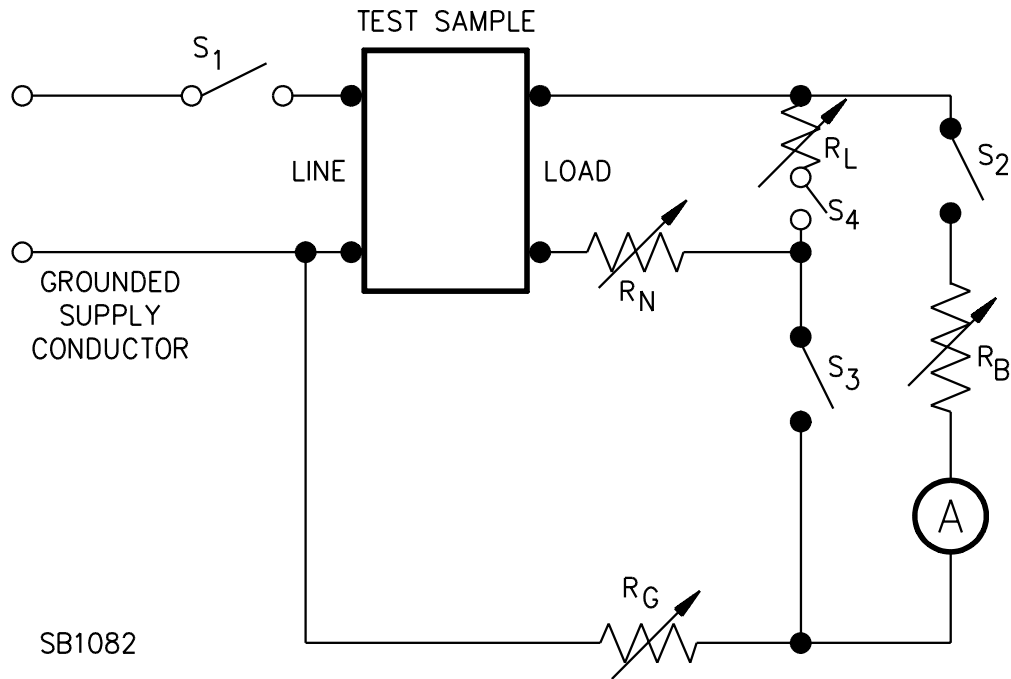 TEST SAMPLE
S1
LINE
LOAD
RL
S2
S4
GROUNDED
SUPPLY
CONDUCTOR
RN
S3
RB
A
RG
SB1082